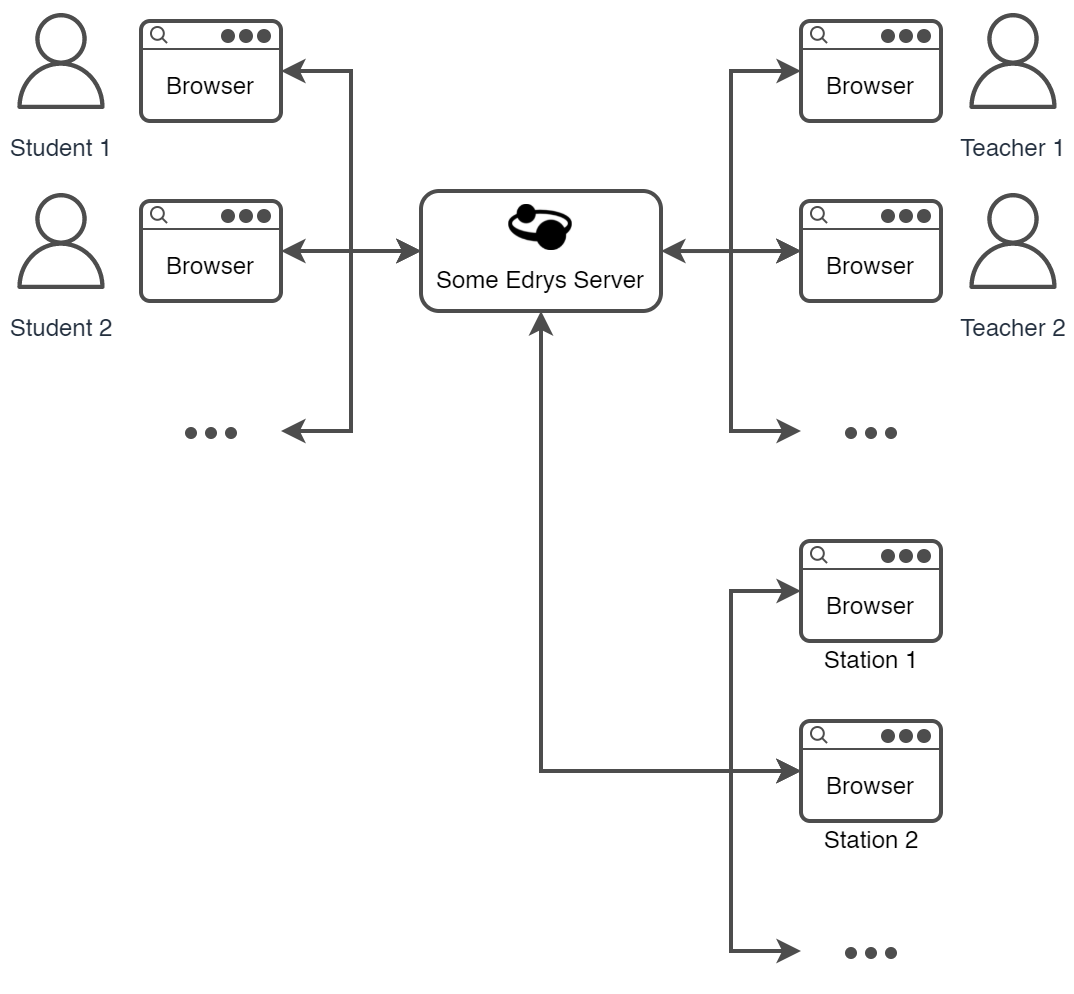 Browser
Student 1
Browser
Student 2
Some Edrys Server
Browser
Teacher 1
Browser
Teacher 2
Browser
Station 1
Browser
Station 2